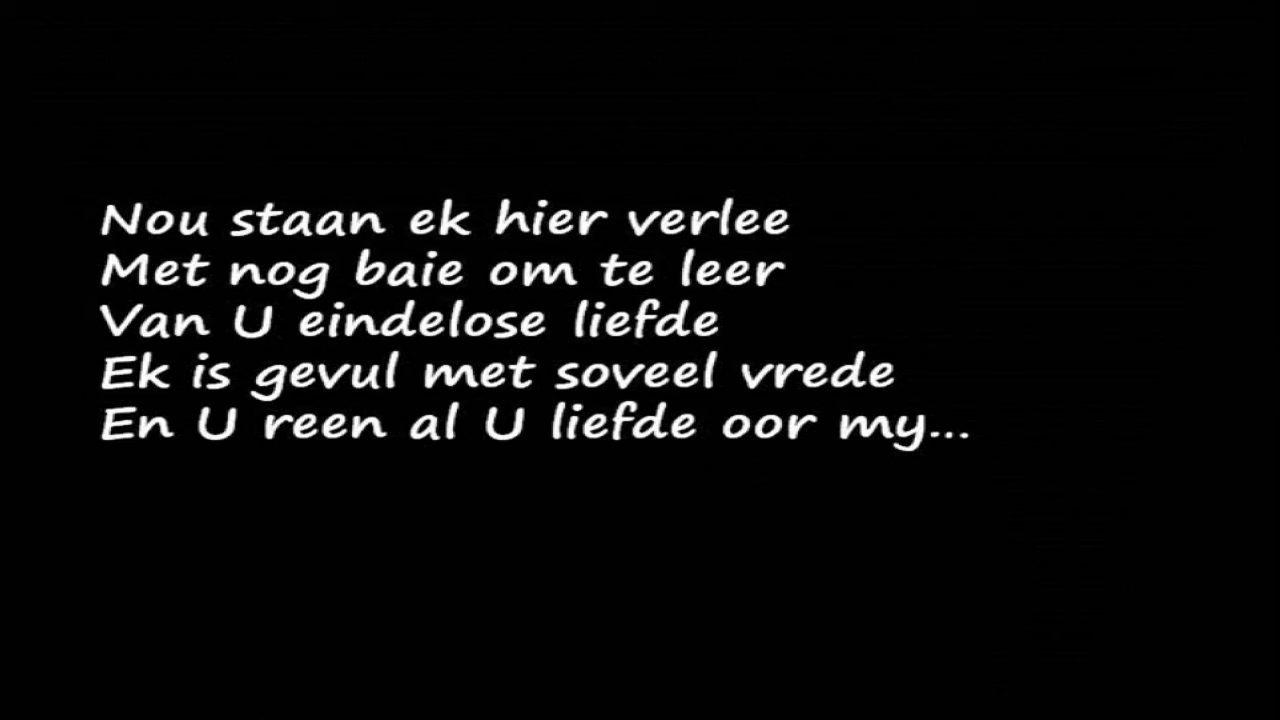 Nou staan ek hier verlee
Met nog baie om te leer
Van U eindelose liefde
Ek is gevul met soveel vrede
En U reen al U liefde oor my...